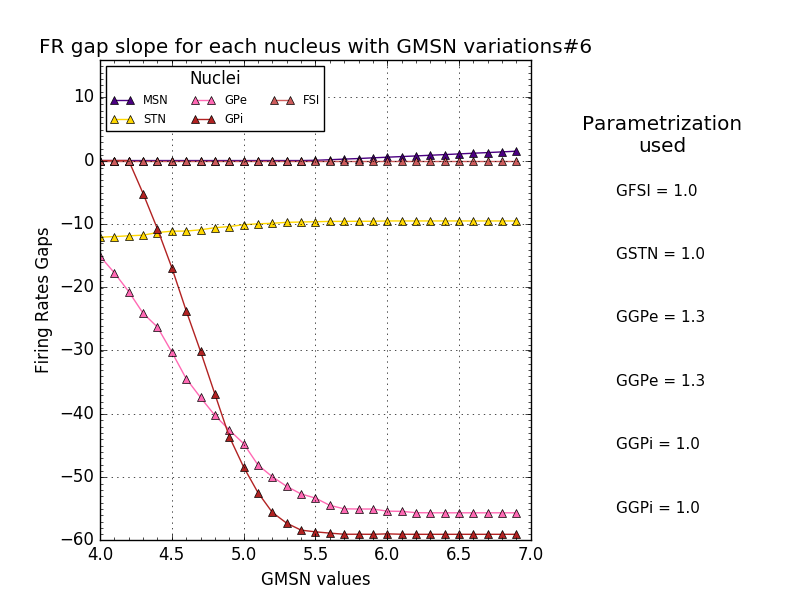 FR gap slope for each nucleus with GMSN variations#6
Nuclei
MSN GPe FSI
STN GPi
10
0
−10
−20
−30
−40
−50
−60
Firing Rates Gaps
4.0 4.5 5.0 5.5 6.0 6.5 7.0
GMSN values
Parametrization
used
GFSI = 1.0
GSTN = 1.0
GGPe = 1.3
GGPe = 1.3
GGPi = 1.0
GGPi = 1.0